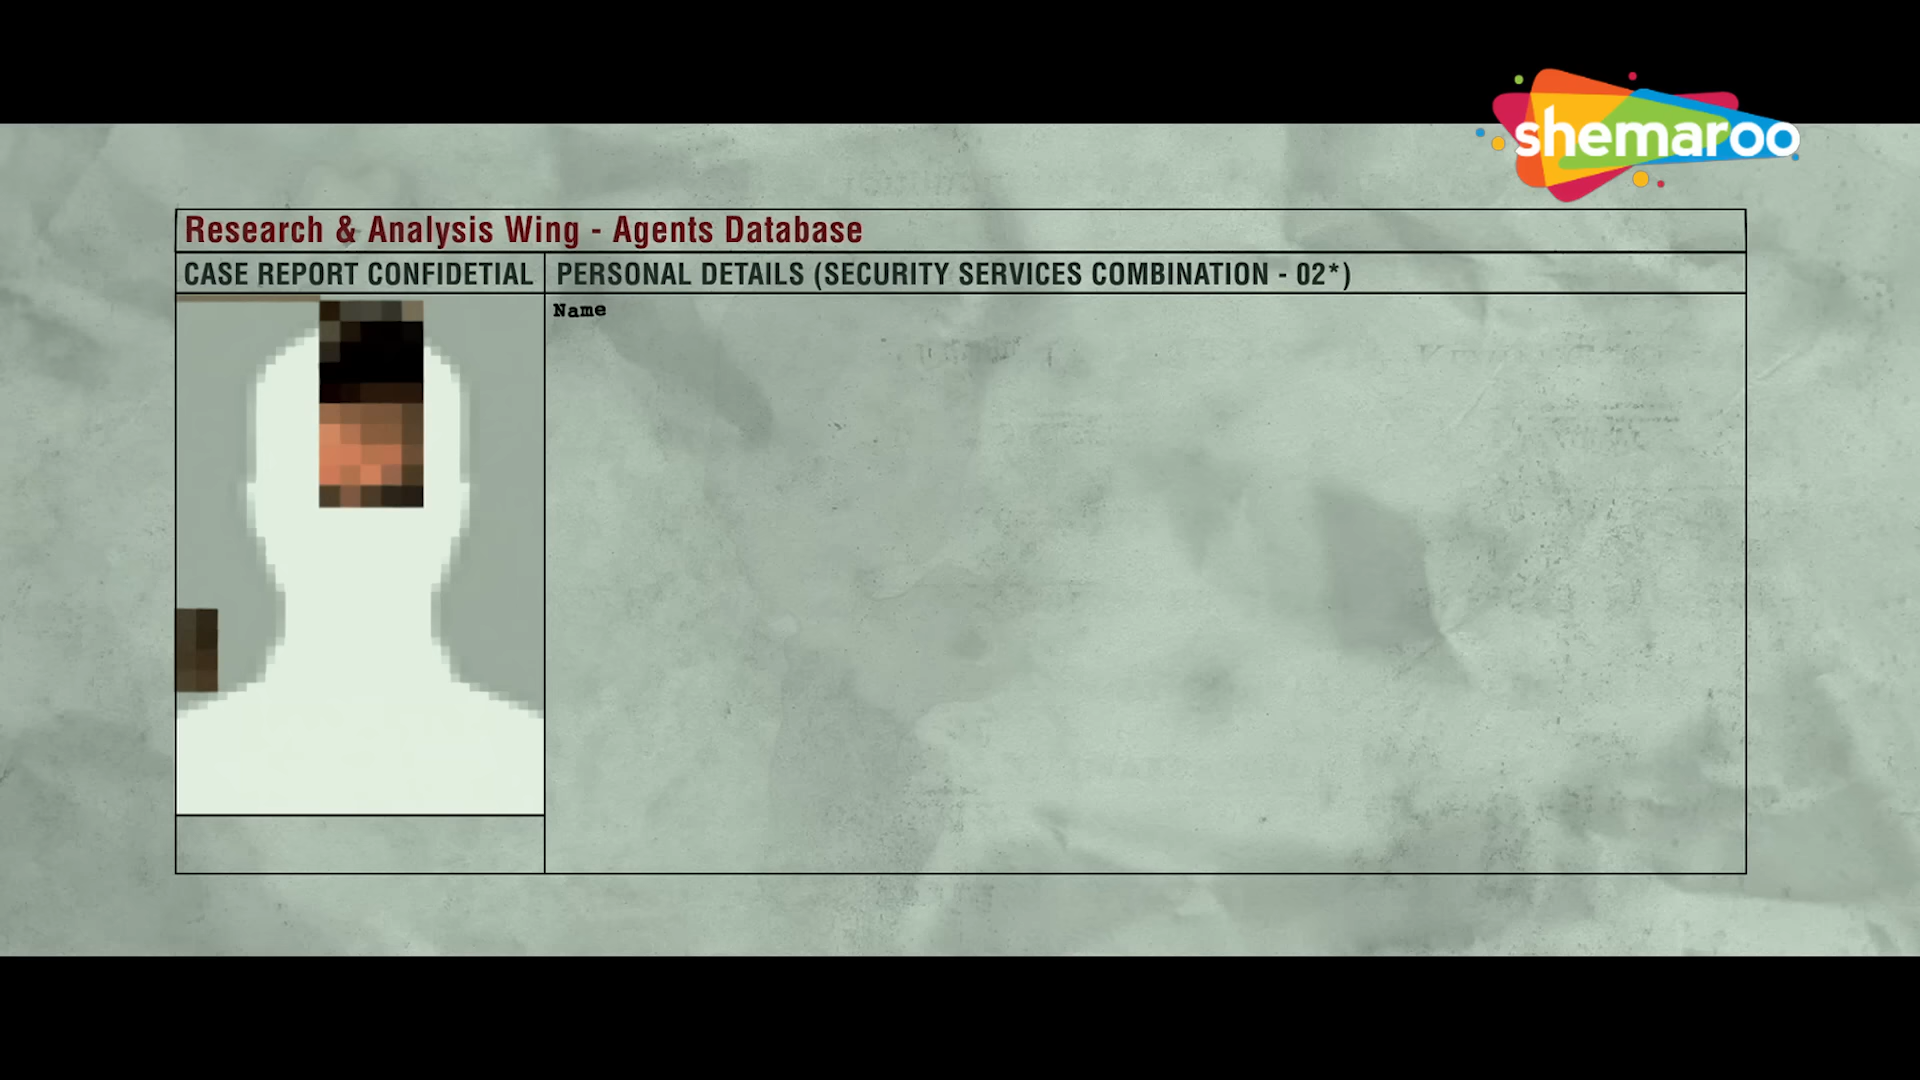 shemaroo
Research & Analysis Wing - Agents Database
CASE REPORT CONFIDETIAL
PERSONAL DETAILS (SECURITY SERVICES COMBINATION - 02*)
Name